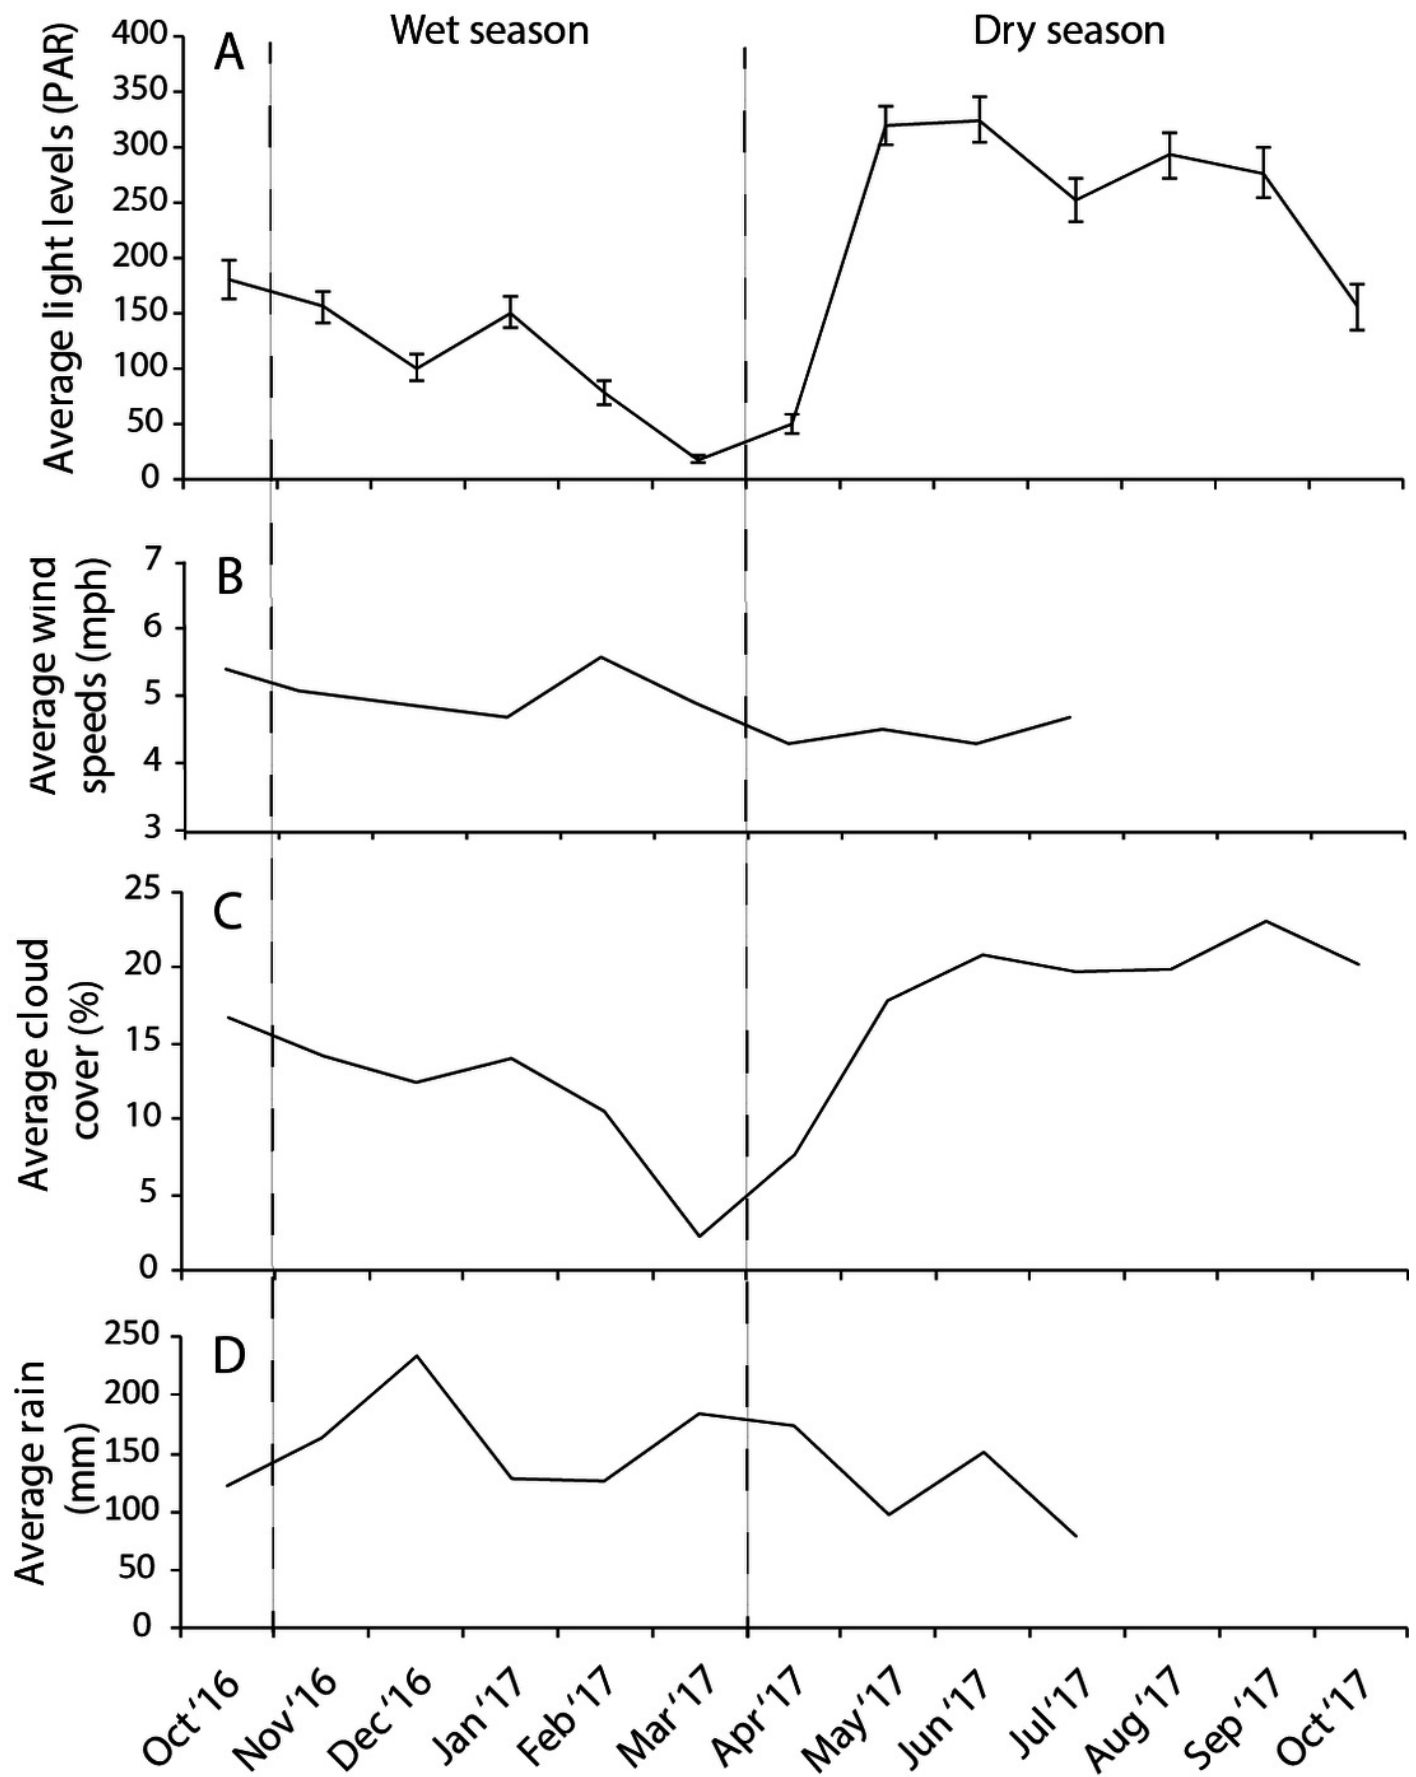 Wet season
Dry season
A
Average light levels (PAR)
400
350
300
250
200
150
100
50
0
B
Average wind
speeds (mph)
7
6
5
4
3
C
Average cloud
cover (%)
25
20
15
10
5
0
D
Average rain
(mm)
250
200
150
100
50
0
Oct ‘16
Nov ‘16
Dec ‘16
Jan ‘17
Feb ‘17
Mar ‘17
Apr ‘17
May ‘17
Jun ‘17
Jul ‘17
Aug ‘17
Sep ‘17
Oct ‘17